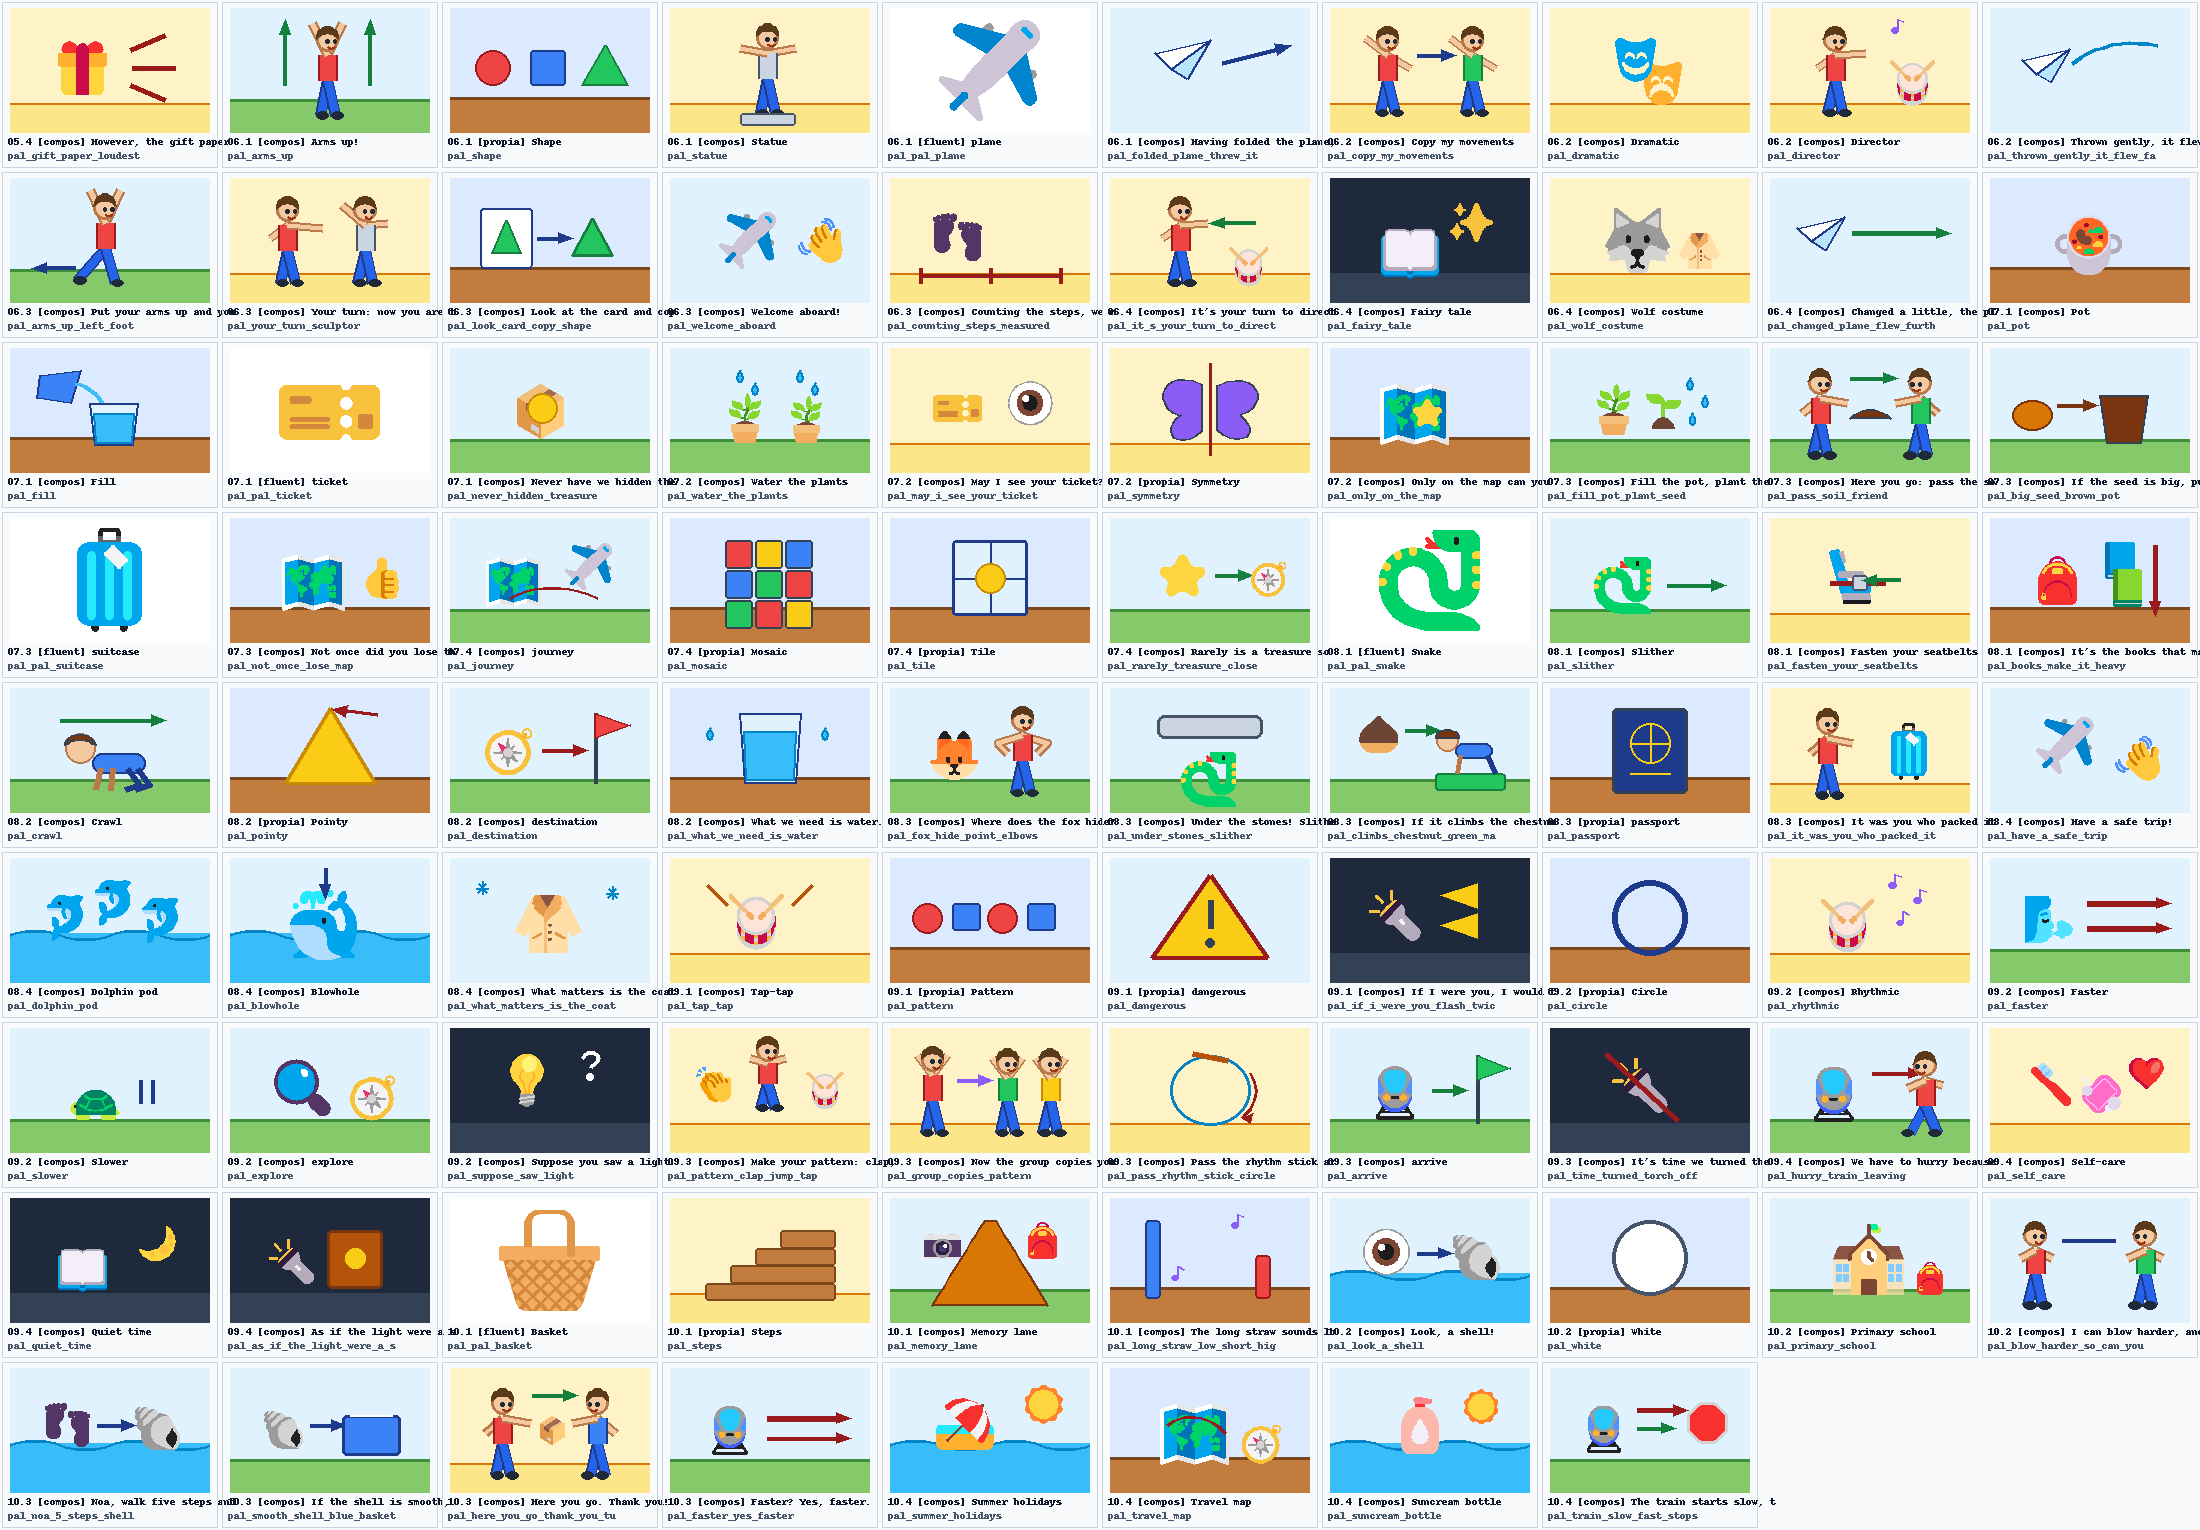 05.4 [compos] However, the gift paper
pal_gift_paper_loudest
06.1 [compos] Arms up!
pal_arms_up
06.1 [propia] Shape
pal_shape
06.1 [compos] Statue
pal_statue
06.1 [fluent] plane
pal_pal_plane
06.1 [compos] Having folded the plane,
pal_folded_plane_threw_it
06.2 [compos] Copy my movements
pal_copy_my_movements
06.2 [compos] Dramatic
pal_dramatic
06.2 [compos] Director
pal_director
06.2 [compos] Thrown gently, it flew
pal_thrown_gently_it_flew_fa
06.3 [compos] Put your arms up and yo
pal_arms_up_left_foot
06.3 [compos] Your turn: now you are t
pal_your_turn_sculptor
06.3 [compos] Look at the card and co
pal_look_card_copy_shape
06.3 [compos] Welcome aboard!
pal_welcome_aboard
06.3 [compos] Counting the steps, we
pal_counting_steps_measured
06.4 [compos] It's your turn to direct
pal_it_s_your_turn_to_direct
06.4 [compos] Fairy tale
pal_fairy_tale
06.4 [compos] Wolf costume
pal_wolf_costume
06.4 [compos] Changed a little, the pl
pal_changed_plane_flew_furth
07.1 [compos] Pot
pal_pot
07.1 [compos] Fill
pal_fill
07.1 [fluent] ticket
pal_pal_ticket
07.1 [compos] Never have we hidden th
pal_never_hidden_treasure
07.2 [compos] Water the plants
pal_water_the_plants
07.2 [compos] May I see your ticket?
pal_may_i_see_your_ticket
07.2 [propia] Symmetry
pal_symmetry
07.2 [compos] Only on the map can you
pal_only_on_the_map
07.3 [compos] Fill the pot, plant the
pal_fill_pot_plant_seed
07.3 [compos] Here you go: pass the so
pal_pass_soil_friend
07.3 [compos] If the seed is big, pu
pal_big_seed_brown_pot
07.3 [fluent] suitcase
pal_pal_suitcase
07.3 [compos] Not once did you lose th
pal_not_once_lose_map
07.4 [compos] journey
pal_journey
07.4 [propia] Mosaic
pal_mosaic
07.4 [propia] Tile
pal_tile
07.4 [compos] Rarely is a treasure so
pal_rarely_treasure_close
08.1 [fluent] Snake
pal_pal_snake
08.1 [compos] Slither
pal_slither
08.1 [compos] Fasten your seatbelts
pal_fasten_your_seatbelts
08.1 [compos] It's the books that ma
pal_books_make_it_heavy
08.2 [compos] Crawl
pal_crawl
08.2 [propia] Pointy
pal_pointy
08.2 [compos] destination
pal_destination
08.2 [compos] What we need is water.
pal_what_we_need_is_water
08.3 [compos] Where does the fox hide?
pal_fox_hide_point_elbows
08.3 [compos] Under the stones! Slith
pal_under_stones_slither
08.3 [compos] If it climbs the chestnu
pal_climbs_chestnut_green_ma
08.3 [propia] passport
pal_passport
08.3 [compos] It was you who packed it
pal_it_was_you_who_packed_it
08.4 [compos] Have a safe trip!
pal_have_a_safe_trip
08.4 [compos] Dolphin pod
pal_dolphin_pod
08.4 [compos] Blowhole
pal_blowhole
08.4 [compos] What matters is the coat
pal_what_matters_is_the_coat
09.1 [compos] Tap-tap
pal_tap_tap
09.1 [propia] Pattern
pal_pattern
09.1 [propia] dangerous
pal_dangerous
09.1 [compos] If I were you, I would
pal_if_i_were_you_flash_twic
09.2 [propia] Circle
pal_circle
09.2 [compos] Rhythmic
pal_rhythmic
09.2 [compos] Faster
pal_faster
09.2 [compos] Slower
pal_slower
09.2 [compos] explore
pal_explore
09.2 [compos] Suppose you saw a light
pal_suppose_saw_light
09.3 [compos] Make your pattern: clap,
pal_pattern_clap_jump_tap
09.3 [compos] Now the group copies yo
pal_group_copies_pattern
09.3 [compos] Pass the rhythm stick a
pal_pass_rhythm_stick_circle
09.3 [compos] arrive
pal_arrive
09.3 [compos] It's time we turned the
pal_time_turned_torch_off
09.4 [compos] We have to hurry becaus
pal_hurry_train_leaving
09.4 [compos] Self-care
pal_self_care
09.4 [compos] Quiet time
pal_quiet_time
09.4 [compos] As if the light were a
pal_as_if_the_light_were_a_s
10.1 [fluent] Basket
pal_pal_basket
10.1 [propia] Steps
pal_steps
10.1 [compos] Memory lane
pal_memory_lane
10.1 [compos] The long straw sounds l
pal_long_straw_low_short_hig
10.2 [compos] Look, a shell!
pal_look_a_shell
10.2 [propia] White
pal_white
10.2 [compos] Primary school
pal_primary_school
10.2 [compos] I can blow harder, and
pal_blow_harder_so_can_you
10.3 [compos] Noa, walk five steps and
pal_noa_5_steps_shell
10.3 [compos] If the shell is smooth,
pal_smooth_shell_blue_basket
10.3 [compos] Here you go. Thank you!
pal_here_you_go_thank_you_tu
10.3 [compos] Faster? Yes, faster.
pal_faster_yes_faster
10.4 [compos] Summer holidays
pal_summer_holidays
10.4 [compos] Travel map
pal_travel_map
10.4 [compos] Suncream bottle
pal_suncream_bottle
10.4 [compos] The train starts slow, t
pal_train_slow_fast_stops